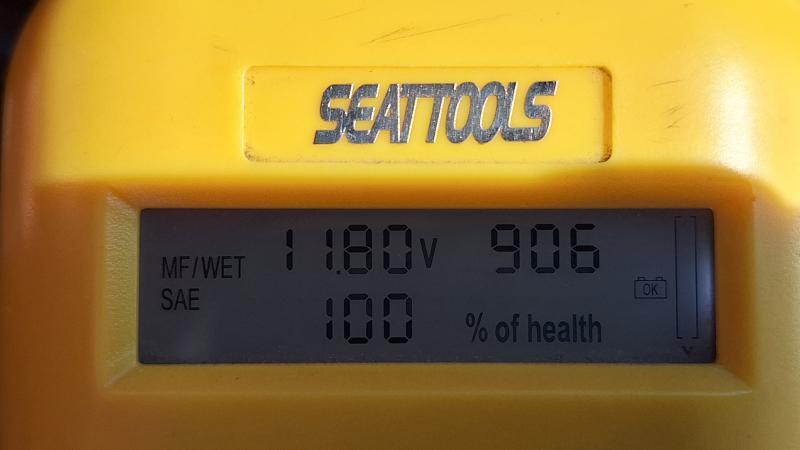 SEATTOOLS
MF/WET 11.80V 906
SAE 100 % of health
OK